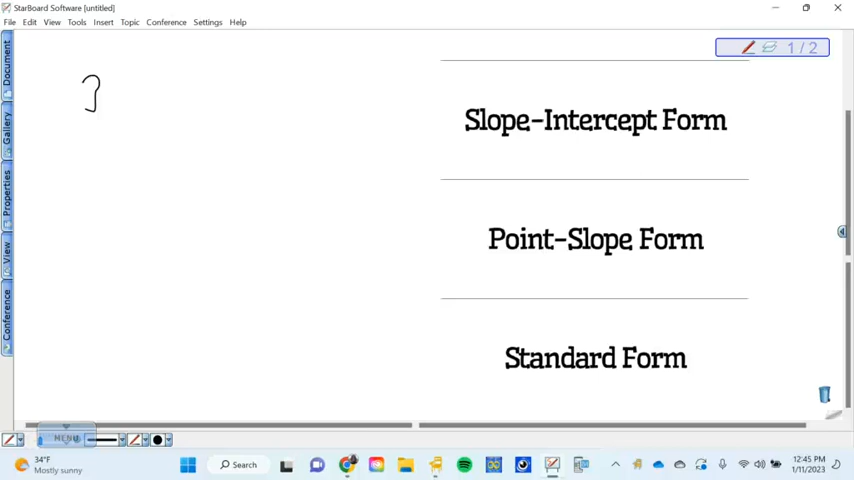 StarBoard Software [untitled]
File Edit View Tools Insert Topic Conference Settings Help
Document
Gallery
Properties
View
Conference
1 / 2
Slope-Intercept Form
Point-Slope Form
Standard Form
MENU
34°F
Mostly sunny
Search
12:45 PM
1/11/2023